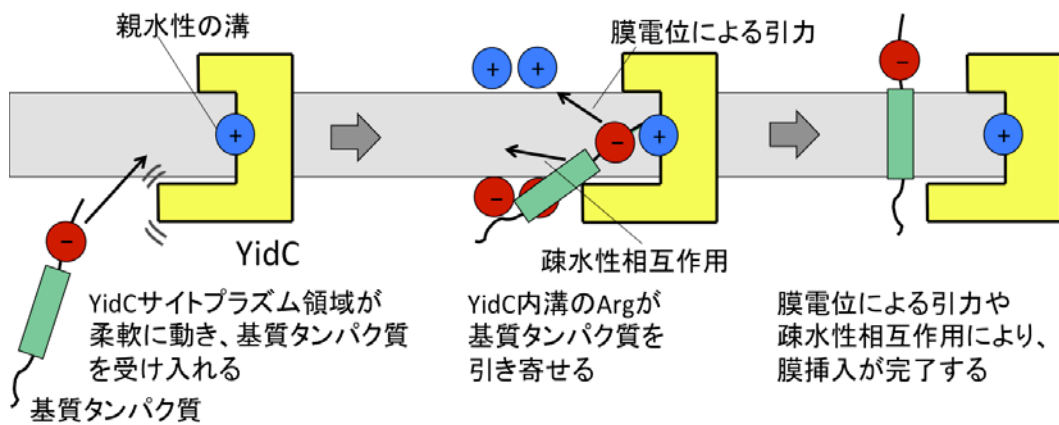 親水性の溝
+
−
YidC
YidCサイトプラズム領域が
柔軟に動き、基質タンパク質
を受け入れる
基質タンパク質
膜電位による引力
+ +
−
+
−
−
疎水性相互作用
YidC内溝のArgが
基質タンパク質を
引き寄せる
−
+
膜電位による引力や
疎水性相互作用により、
膜挿入が完了する